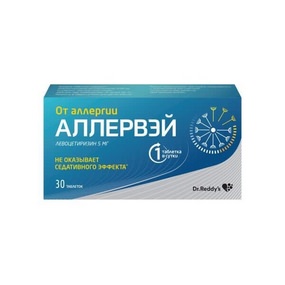 От аллергии
АЛЛЕРВЭЙ
ЛЕВОЦЕТИРИЗИН 5 МГ
НЕ ОКАЗЫВАЕТ
СЕДАТИВНОГО ЭФФЕКТА*
1 таблетка
в сутки
30 ТАБЛЕТОК
Dr.Reddy's